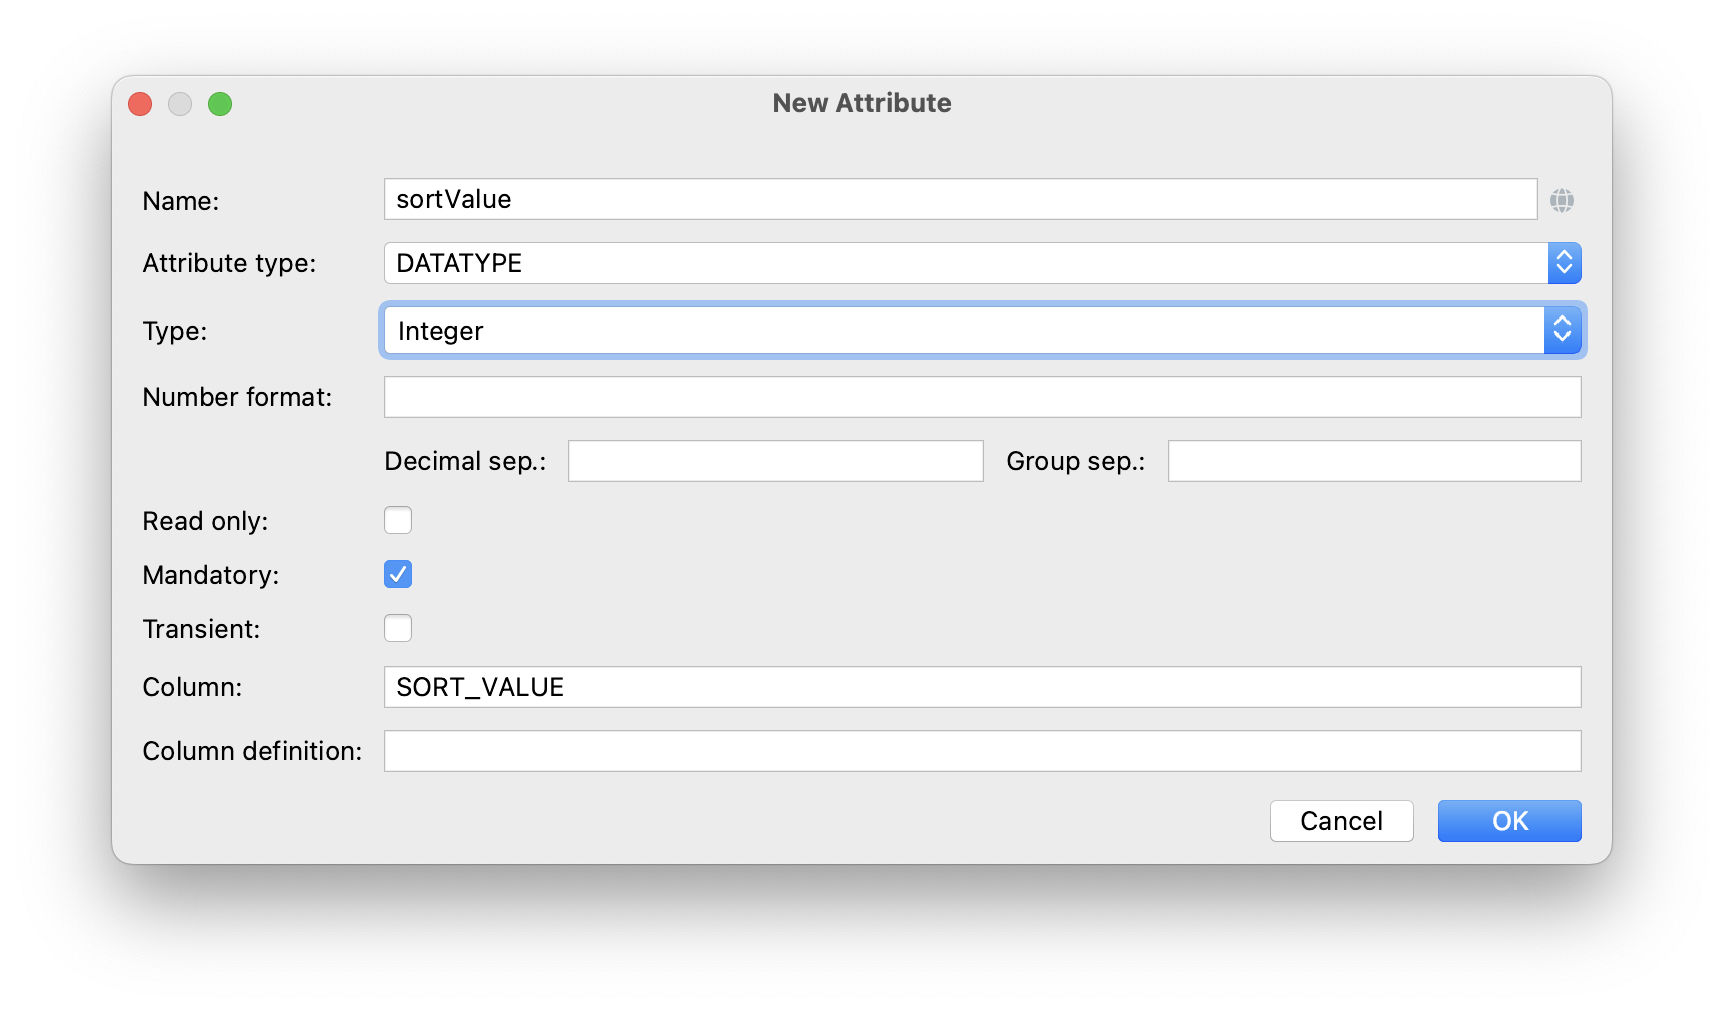 New Attribute
Name: sortValue
Attribute type: DATATYPE
Type: Integer
Number format:
Decimal sep.: Group sep.:
Read only:
Mandatory:
Transient:
Column: SORT_VALUE
Column definition:
Cancel OK